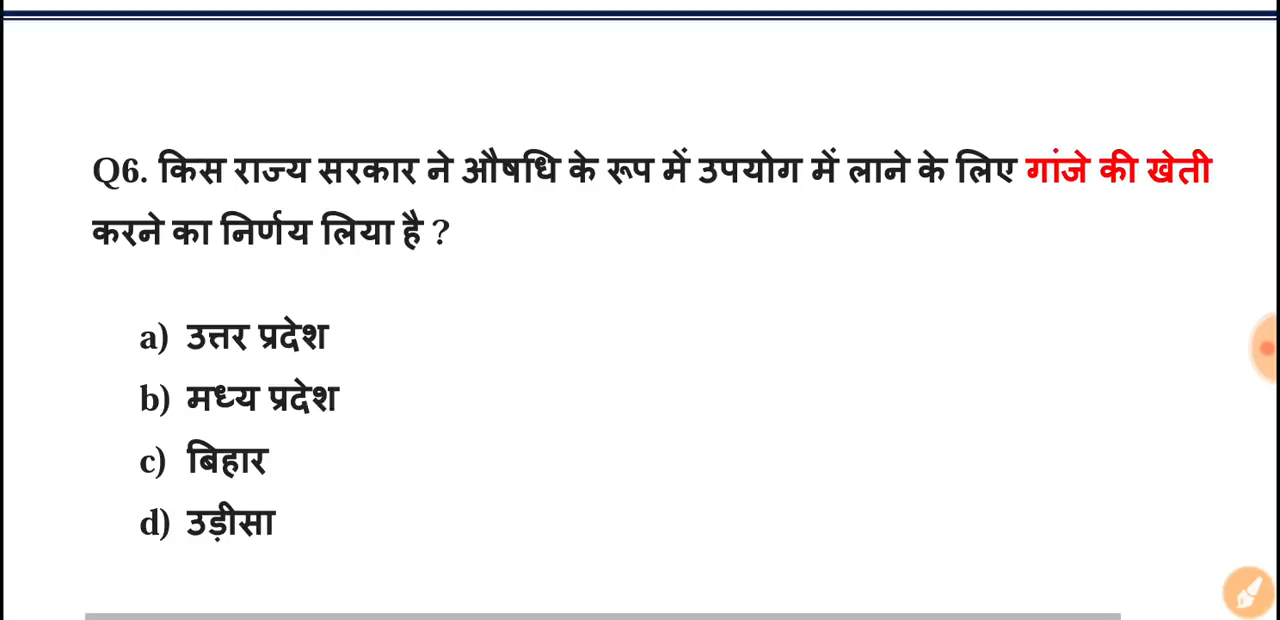 Q6. किस राज्य सरकार ने औषधि के रूप में उपयोग में लाने के लिए गांजे की खेती
करने का निर्णय लिया है ?
a) उत्तर प्रदेश
b) मध्य प्रदेश
c) बिहार
d) उड़ीसा